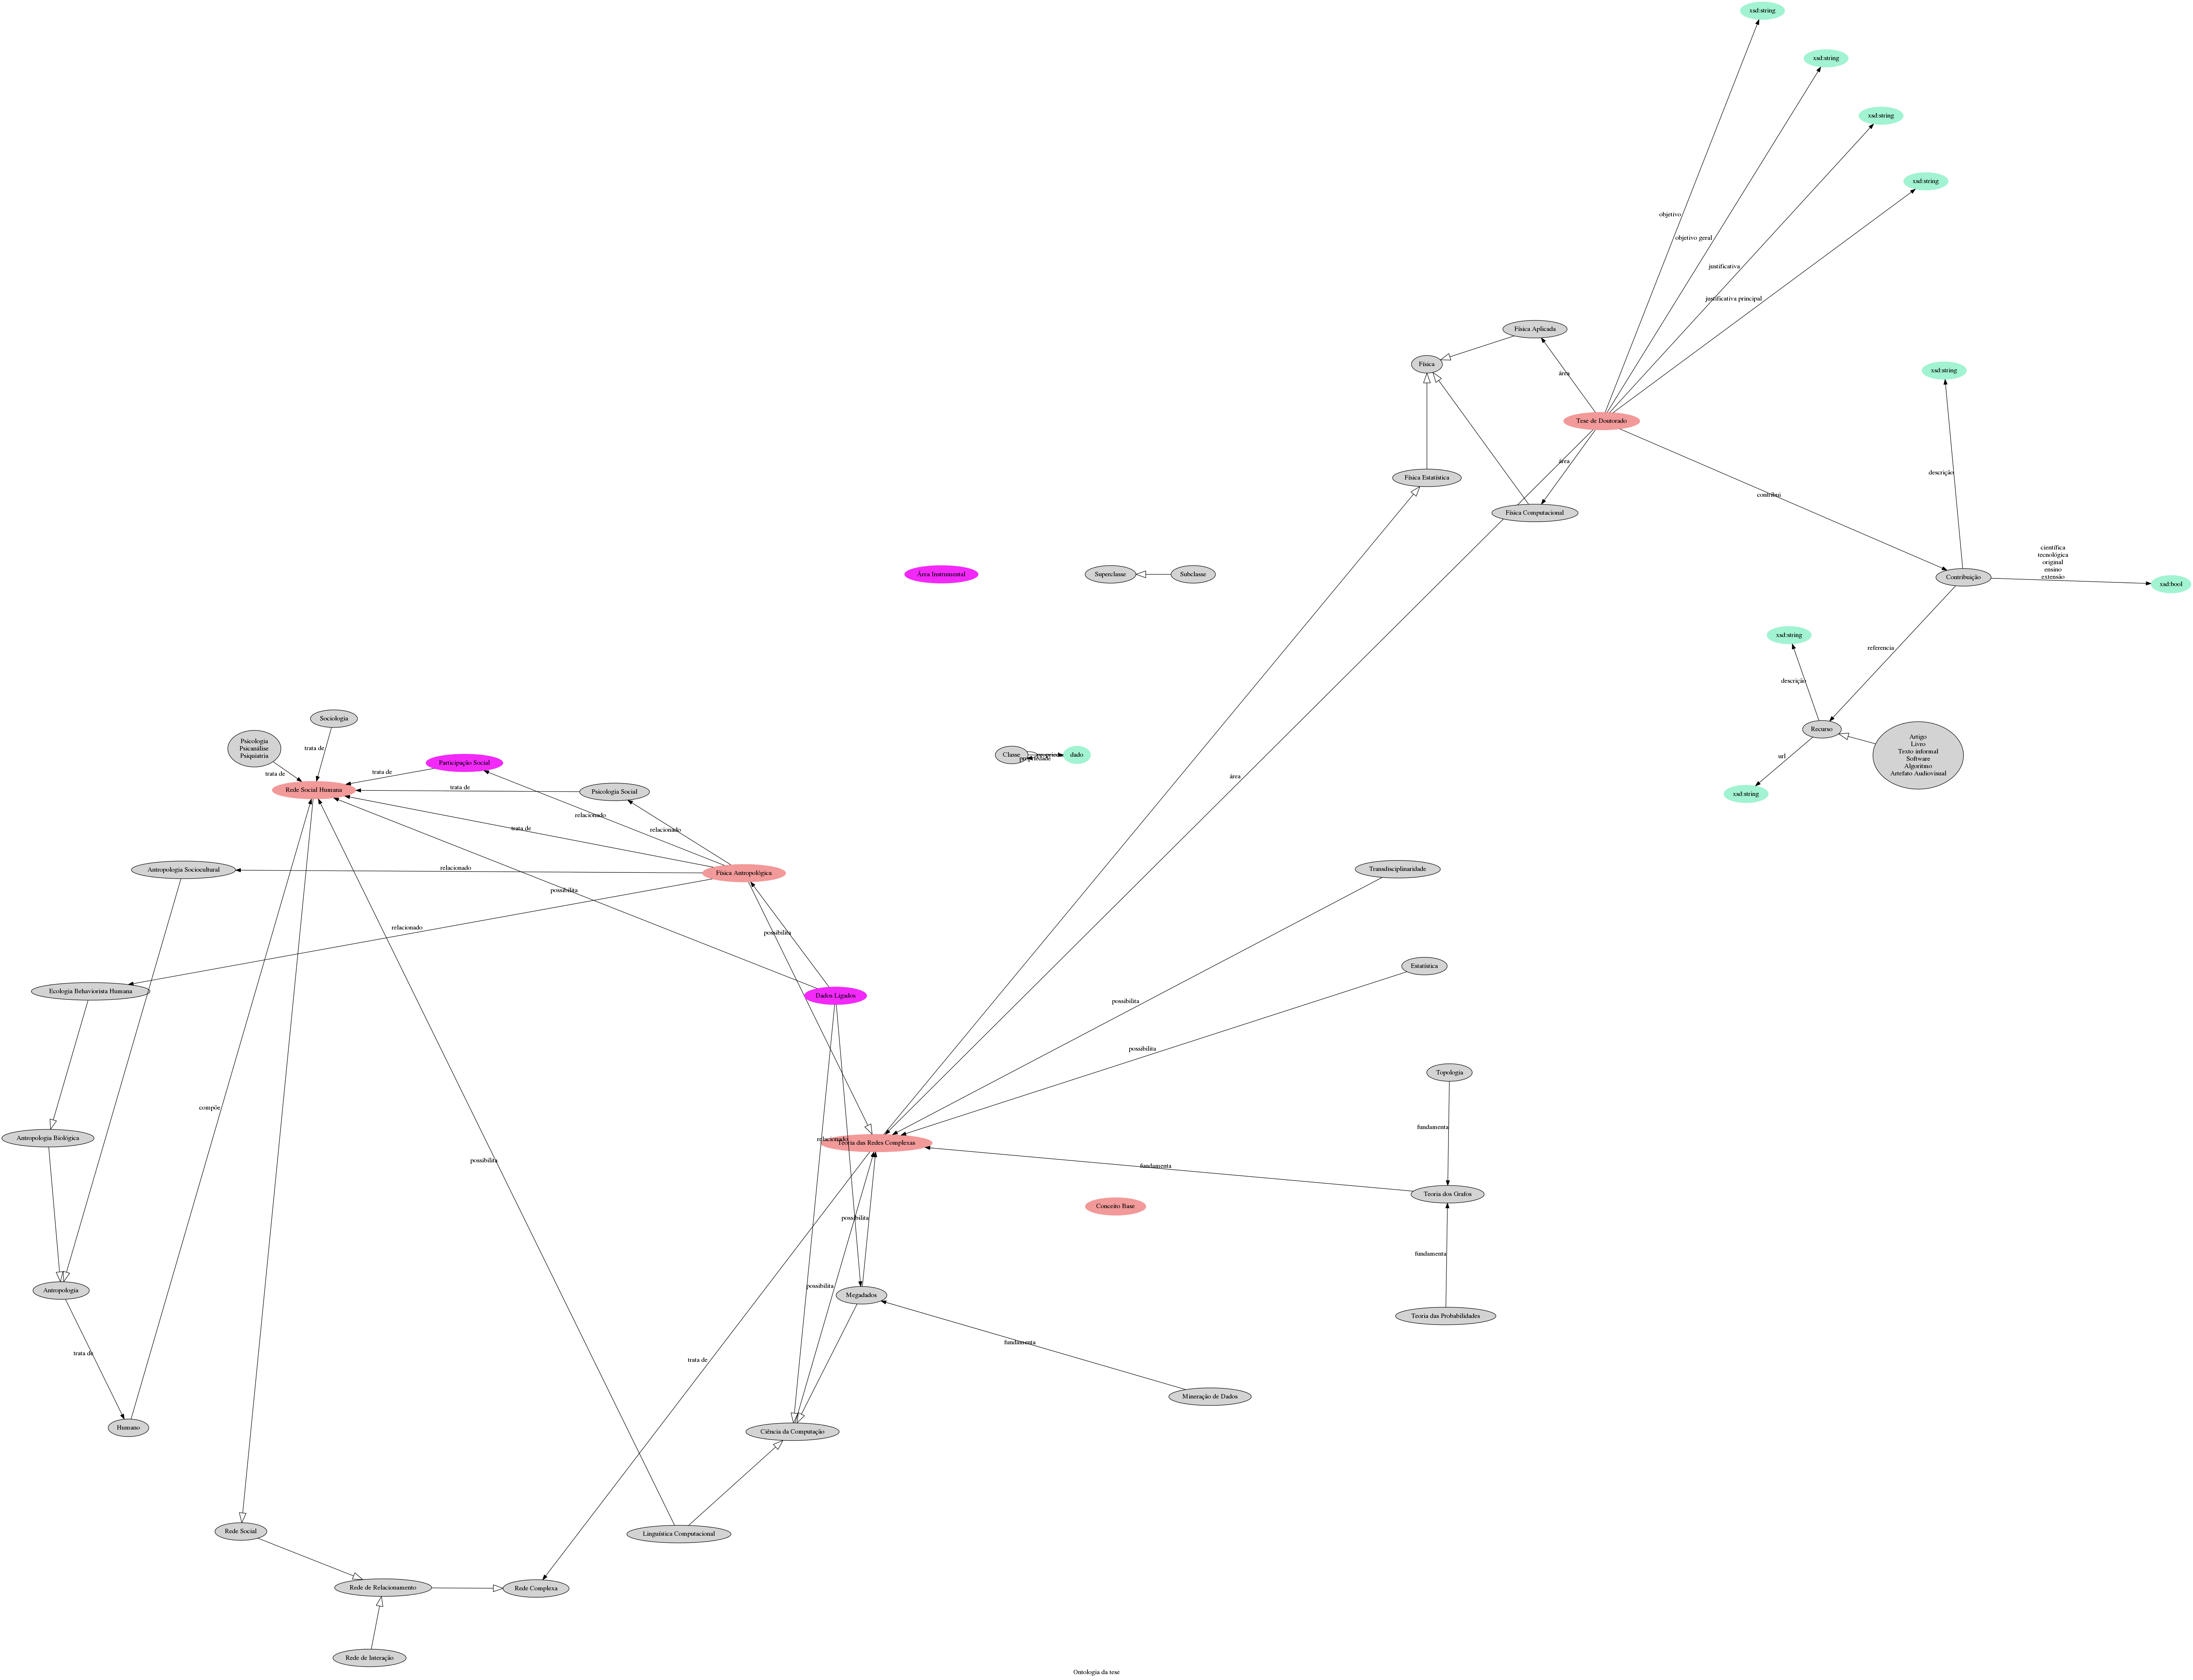 xsd:string
xsd:string
xsd:string
xsd:string
objetivo
objetivo geral
justificativa
justificativa principal
Física Aplicada
Física
área
Tese de Doutorado
xsd:string
área
descrição
Física Estatística
Física Computacional
contribui
científica
tecnológica
original
ensino
extensão
Área Instrumental
Superclasse
Subclasse
Contribuição
xsd:bool
xsd:string
referencia
descrição
Sociologia
Recurso
Psicologia
Psicanálise
Psiquiatria
trata de
Artigo
Livro
Texto informal
Software
Algoritmo
Artefato Audiovisual
Classe
propriedade
propriedade
dado
url
Participação Social
trata de
trata de
área
Rede Social Humana
trata de
Psicologia Social
xsd:string
relacionado
trata de
relacionado
Antropologia Sociocultural
relacionado
Física Antropológica
Transdisciplinaridade
possibilita
relacionado
possibilita
Estatística
Ecologia Behaviorista Humana
Dados Ligados
possibilita
possibilita
Topologia
compõe
fundamenta
Antropologia Biológica
relacionado
Teoria das Redes Complexas
possibilita
fundamenta
Teoria dos Grafos
Conceito Base
possibilita
fundamenta
possibilita
Antropologia
Megadados
Teoria das Probabilidades
fundamenta
trata de
trata de
Mineração de Dados
Humano
Ciência da Computação
Rede Social
Linguística Computacional
Rede de Relacionamento
Rede Complexa
Rede de Interação
Ontologia da tese